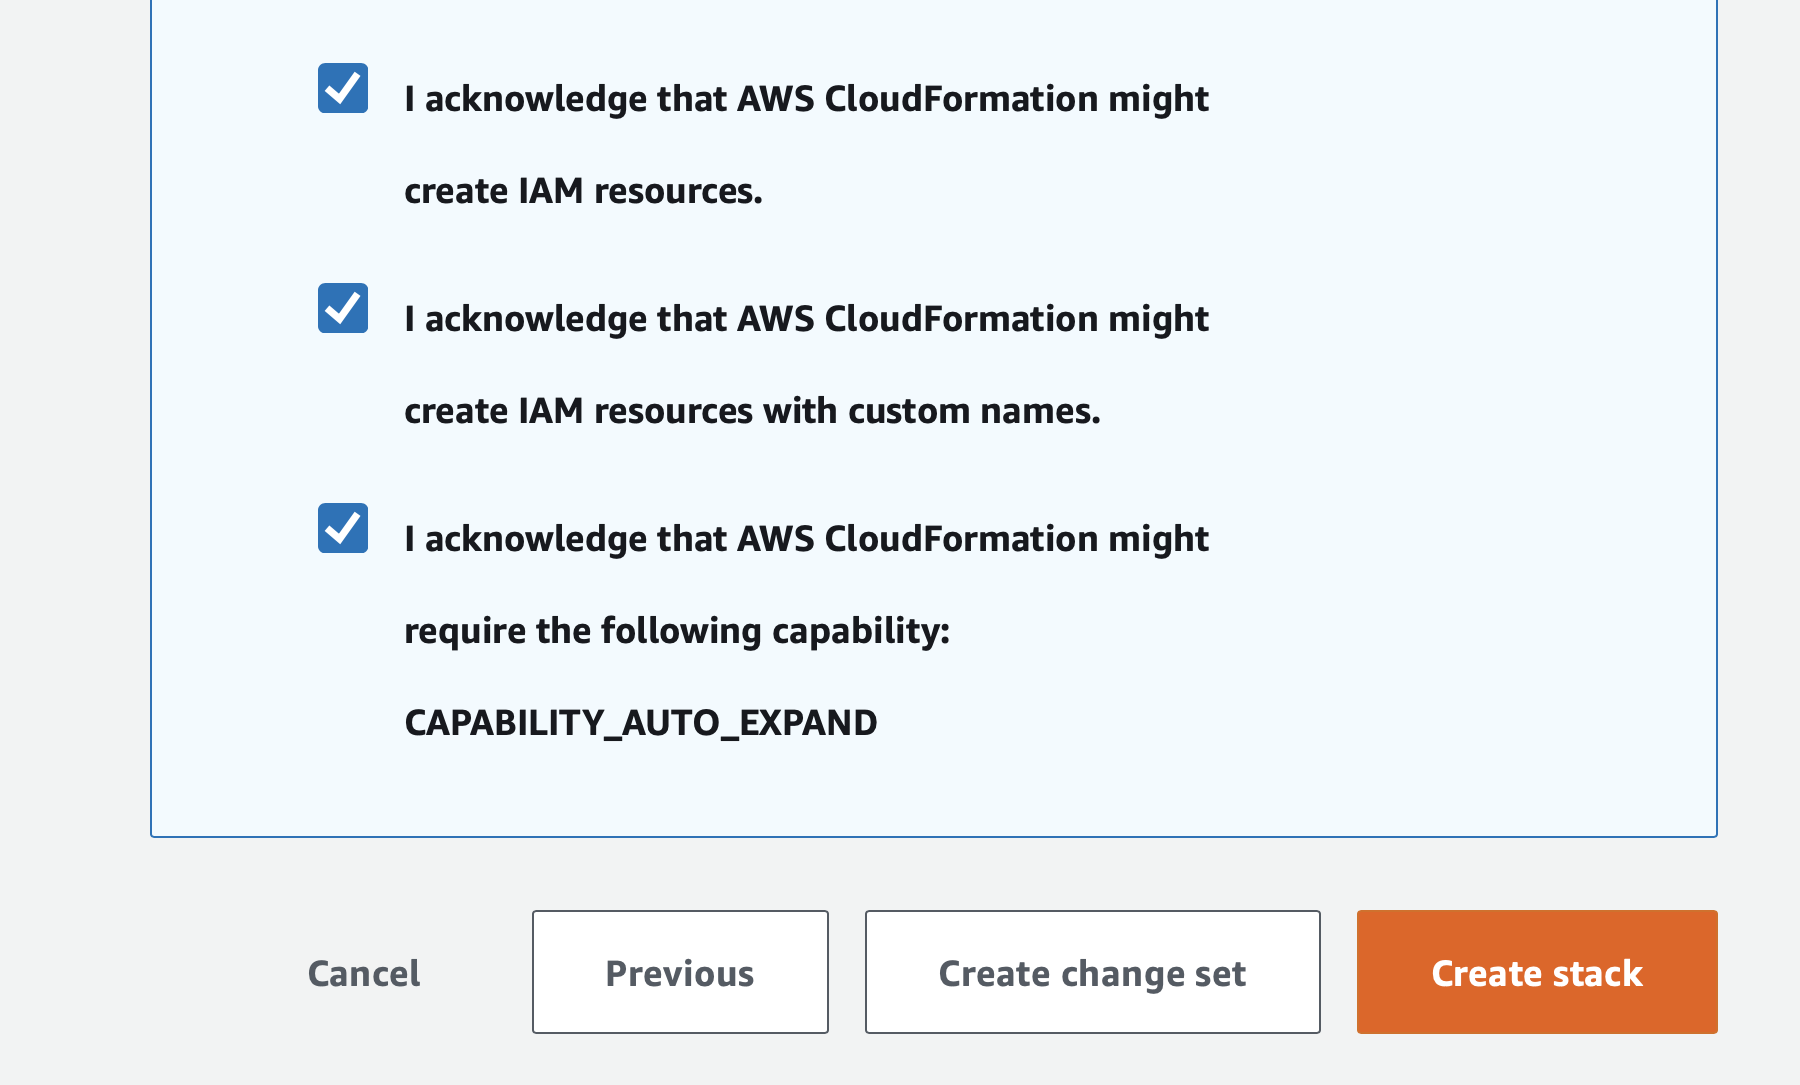 I acknowledge that AWS CloudFormation might
create IAM resources.
I acknowledge that AWS CloudFormation might
create IAM resources with custom names.
I acknowledge that AWS CloudFormation might
require the following capability:
CAPABILITY_AUTO_EXPAND
Cancel Previous Create change set Create stack